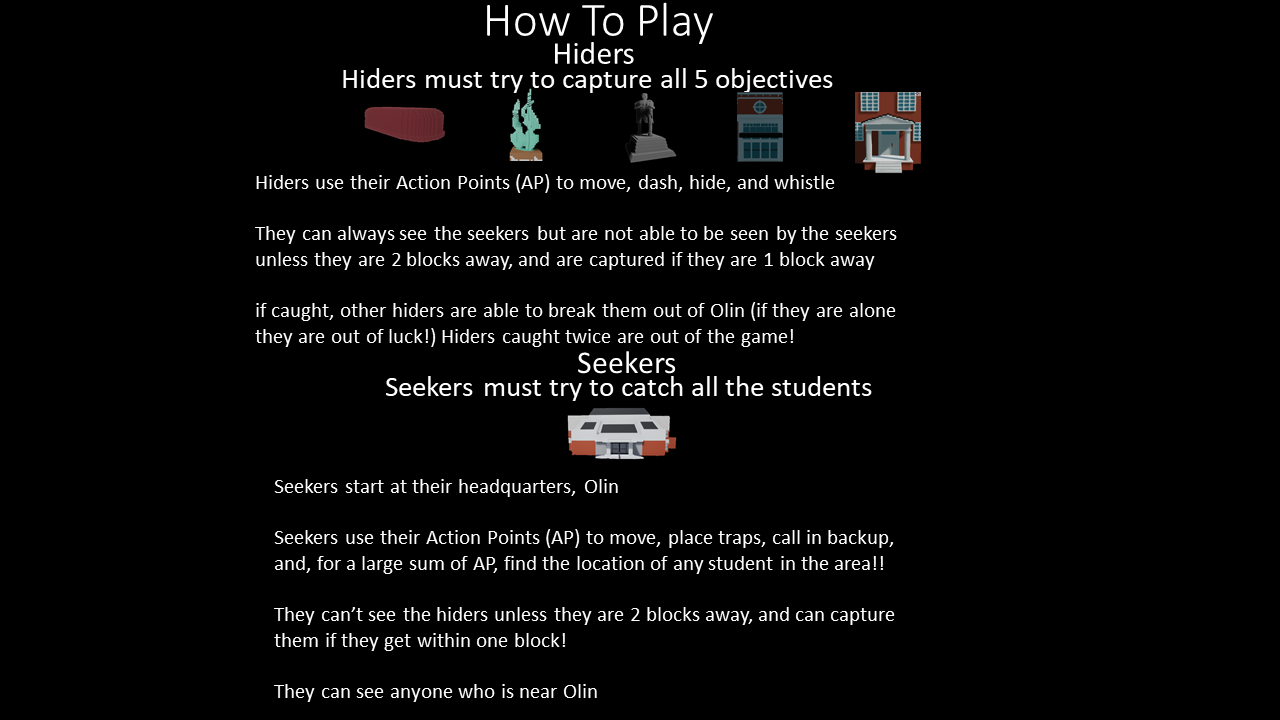 How To Play
Hiders
Hiders must try to capture all 5 objectives
Hiders use their Action Points (AP) to move, dash, hide, and whistle
They can always see the seekers but are not able to be seen by the seekers
unless they are 2 blocks away, and are captured if they are 1 block away
if caught, other hiders are able to break them out of Olin (if they are alone
they are out of luck!) Hiders caught twice are out of the game!
Seekers
Seekers must try to catch all the students
Seekers start at their headquarters, Olin
Seekers use their Action Points (AP) to move, place traps, call in backup,
and, for a large sum of AP, find the location of any student in the area!!
They can’t see the hiders unless they are 2 blocks away, and can capture
them if they get within one block!
They can see anyone who is near Olin